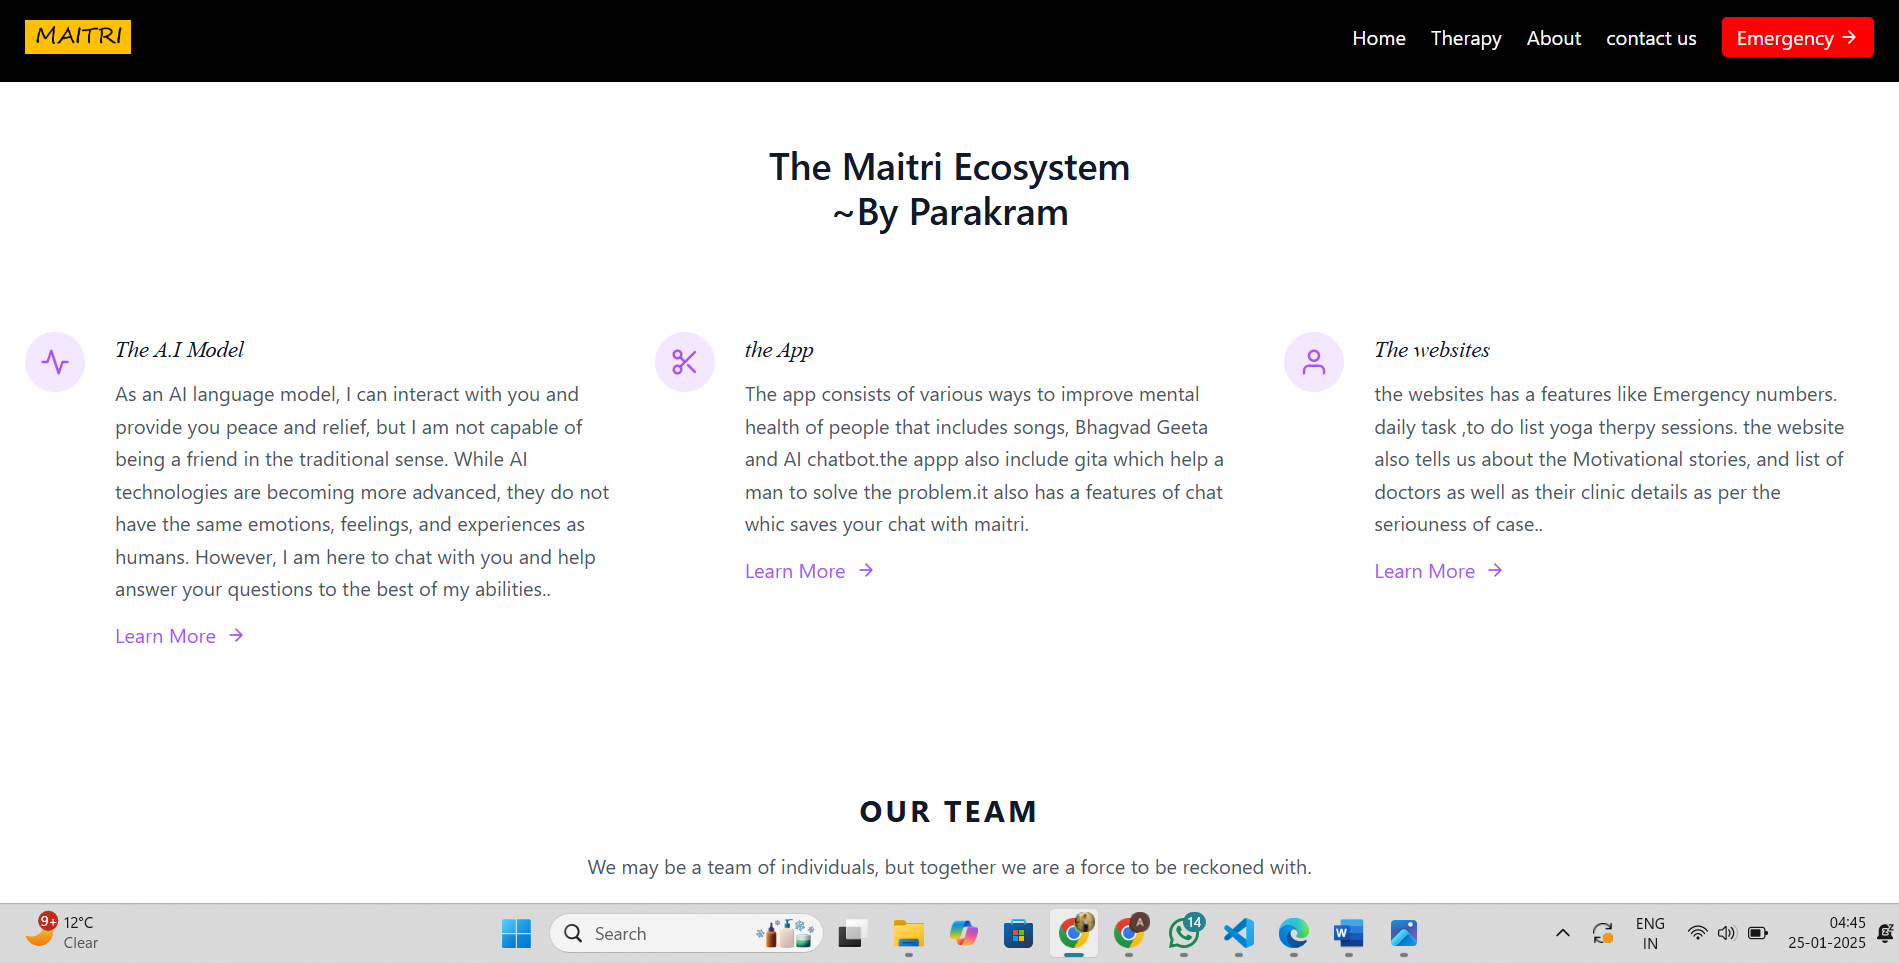 MAITRI
Home Therapy About contact us Emergency →
The Maitri Ecosystem
~By Parakram
The A.I Model
As an AI language model, I can interact with you and
provide you peace and relief, but I am not capable of
being a friend in the traditional sense. While AI
technologies are becoming more advanced, they do not
have the same emotions, feelings, and experiences as
humans. However, I am here to chat with you and help
answer your questions to the best of my abilities..
Learn More →
the App
The app consists of various ways to improve mental
health of people that includes songs, Bhagvad Geeta
and AI chatbot.the appp also include gita which help a
man to solve the problem.it also has a features of chat
whic saves your chat with maitri.
Learn More →
The websites
the websites has a features like Emergency numbers.
daily task ,to do list yoga therpy sessions. the website
also tells us about the Motivational stories, and list of
doctors as well as their clinic details as per the
seriouness of case..
Learn More →
OUR TEAM
We may be a team of individuals, but together we are a force to be reckoned with.
9+
12°C
Clear
Search
A
14
W
ENG
IN
04:45
25-01-2025